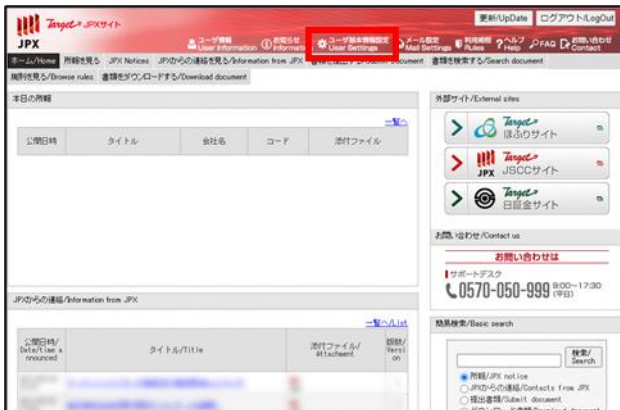 Target JPXサイト
更新/UpDate ログアウト/LogOut
JPX
ユーザ情報 User Information お知らせ Informati ユーザ基本情報設定 User Settings メール設定 Mail Settings 利用規程 Rules ヘルプ Help FAQ お問い合わせ Contact
ホーム/Home 所報を見る JPX Notices JPXからの連絡を見る/Information from JPX 書類を検索する/Search document
規則を見る/Browse rules 書類をダウンロードする/Download document
本日の所報
一覧へ
公開日時 タイトル 会社名 コード 添付ファイル
JPXからの連絡/Information from JPX
一覧へ/List
公開日時/Date/time announced タイトル/Title 添付ファイル/Attachment 版数/Version
外部サイト/External sites
Target ほふりサイト
JPX Target JSCCサイト
Target 日証金サイト
お問い合わせ/Contact us
お問い合わせは
サポートデスク
0570-050-999 9:00～17:30 (平日)
簡易検索/Basic search
検索/Search
所報/JPX notice
JPXからの連絡/Contacts from JPX
提出書類/Submit document